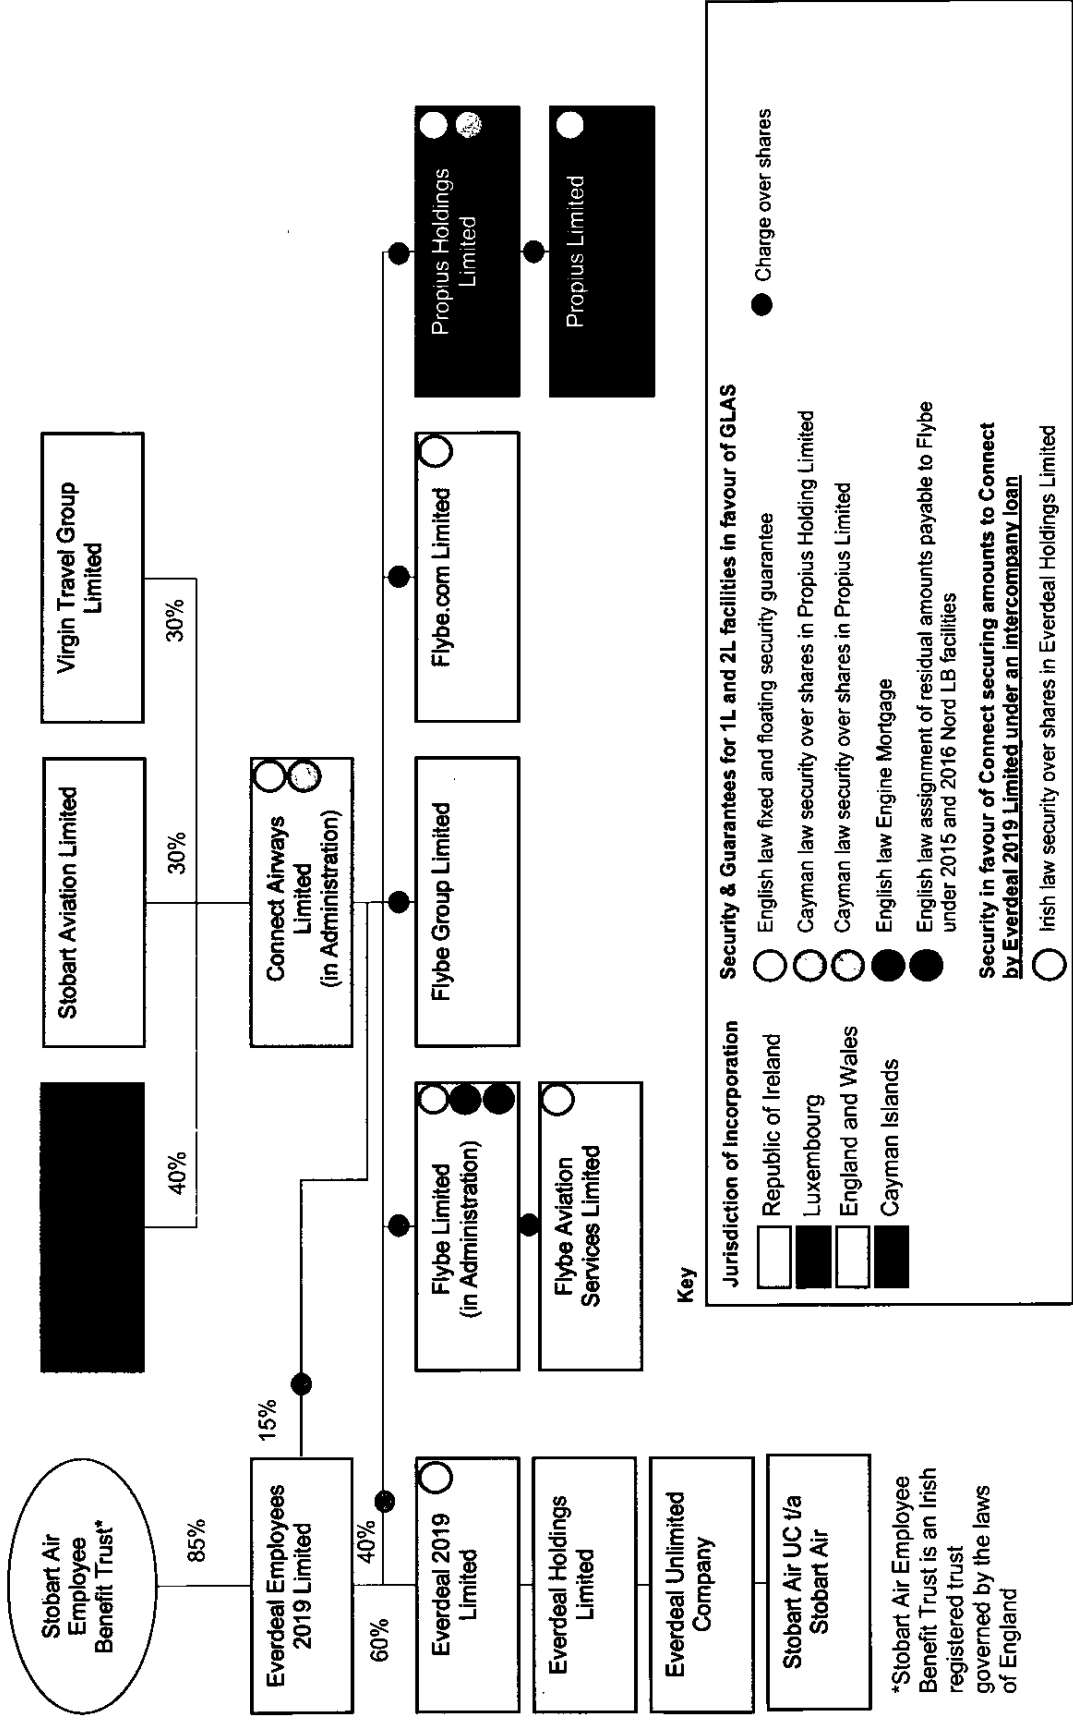 Stobart Air
Employee
Benefit Trust*
85%
Everdeal Employees
2019 Limited
15%
60%
40%
Everdeal 2019
Limited
Everdeal Holdings
Limited
Everdeal Unlimited
Company
Stobart Air UC t/a
Stobart Air
*Stobart Air Employee
Benefit Trust is an Irish
registered trust
governed by the laws
of England
40%
Stobart Aviation Limited
30%
Virgin Travel Group
Limited
30%
Connect Airways
Limited
(in Administration)
Flybe Limited
(in Administration)
Flybe Aviation
Services Limited
Flybe Group Limited
Flybe.com Limited
Propius Holdings
Limited
Propius Limited
Key
Jurisdiction of Incorporation
Republic of Ireland
Luxembourg
England and Wales
Cayman Islands
Security & Guarantees for 1L and 2L facilities in favour of GLAS
English law fixed and floating security guarantee
Cayman law security over shares in Propius Holding Limited
Cayman law security over shares in Propius Limited
English law Engine Mortgage
English law assignment of residual amounts payable to Flybe
under 2015 and 2016 Nord LB facilities
Security in favour of Connect securing amounts to Connect
by Everdeal 2019 Limited under an intercompany loan
Irish law security over shares in Everdeal Holdings Limited
Charge over shares